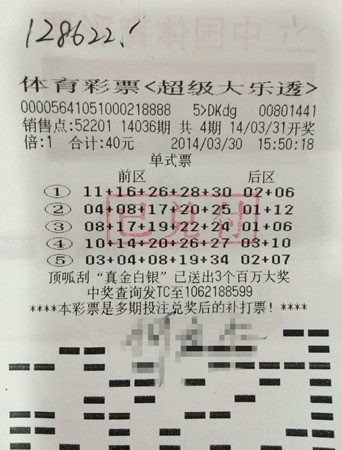 128622.
体育彩票<超级大乐透>
00005641051000218888 5>DKdg 00801441
销售点:52201 14036期 共 4期 14/03/31开奖
倍:1 合计:40元 2014/03/30 15:50:18
单式票
前区 后区
① 11+16+26+28+30 02+06
② 04+08+17+20+25 01+12
③ 08+17+19+22+24 01+06
④ 10+14+20+26+27 03+10
⑤ 03+04+08+19+34 02+07
已兑付
顶呱刮“真金白银”已送出3个百万大奖
中奖查询发TC至1062188599
****本彩票是多期投注兑奖后的补打票!****